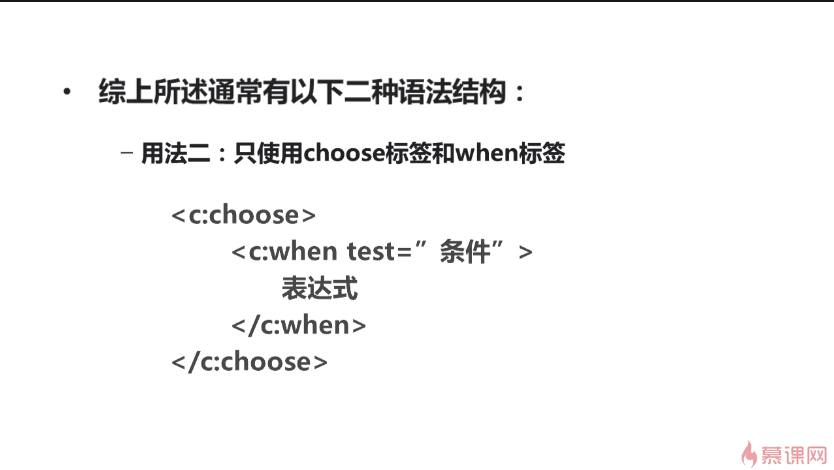 • 综上所述通常有以下二种语法结构：
– 用法二：只使用choose标签和when标签
<c:choose>
<c:when test=”条件”>
表达式
</c:when>
</c:choose>
慕课网